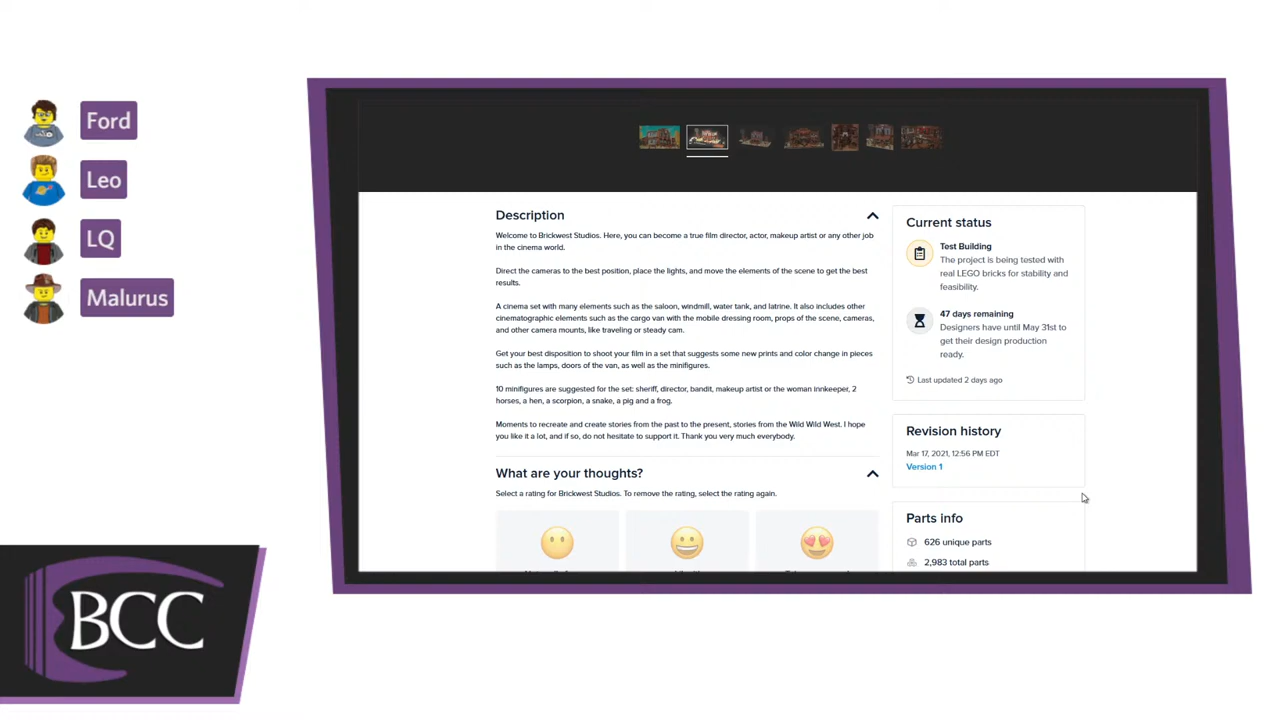 Ford
Leo
LQ
Malurus
BCC
Description
Welcome to Brickwest Studios. Here, you can become a true film director, actor, makeup artist or any other job
in the cinema world.
Direct the cameras to the best position, place the lights, and move the elements of the scene to get the best
results.
A cinema set with many elements such as the saloon, windmill, water tank, and latrine. It also includes other
cinematographic elements such as the cargo van with the mobile dressing room, props of the scene, cameras,
and other camera mounts, like traveling or steady cam.
Get your best disposition to shoot your film in a set that suggests some new prints and color change in pieces
such as the lamps, doors of the van, as well as the minifigures.
10 minifigures are suggested for the set: sheriff, director, bandit, makeup artist or the woman innkeeper, 2
horses, a hen, a scorpion, a snake, a pig and a frog.
Moments to recreate and create stories from the past to the present, stories from the Wild Wild West. I hope
you like it a lot, and if so, do not hesitate to support it. Thank you very much everybody.
What are your thoughts?
Select a rating for Brickwest Studios. To remove the rating, select the rating again.
Current status
Test Building
The project is being tested with
real LEGO bricks for stability and
feasibility.
47 days remaining
Designers have until May 31st to
get their design production
ready.
Last updated 2 days ago
Revision history
Mar 17, 2021, 12:56 PM EDT
Version 1
Parts info
626 unique parts
2,983 total parts